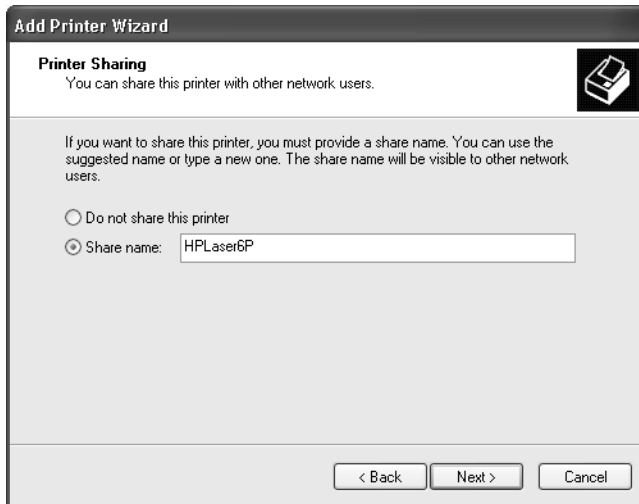 Add Printer Wizard
Printer Sharing
You can share this printer with other network users.
If you want to share this printer, you must provide a share name. You can use the
suggested name or type a new one. The share name will be visible to other network
users.
Do not share this printer
Share name: HPLaser6P
< Back Next > Cancel